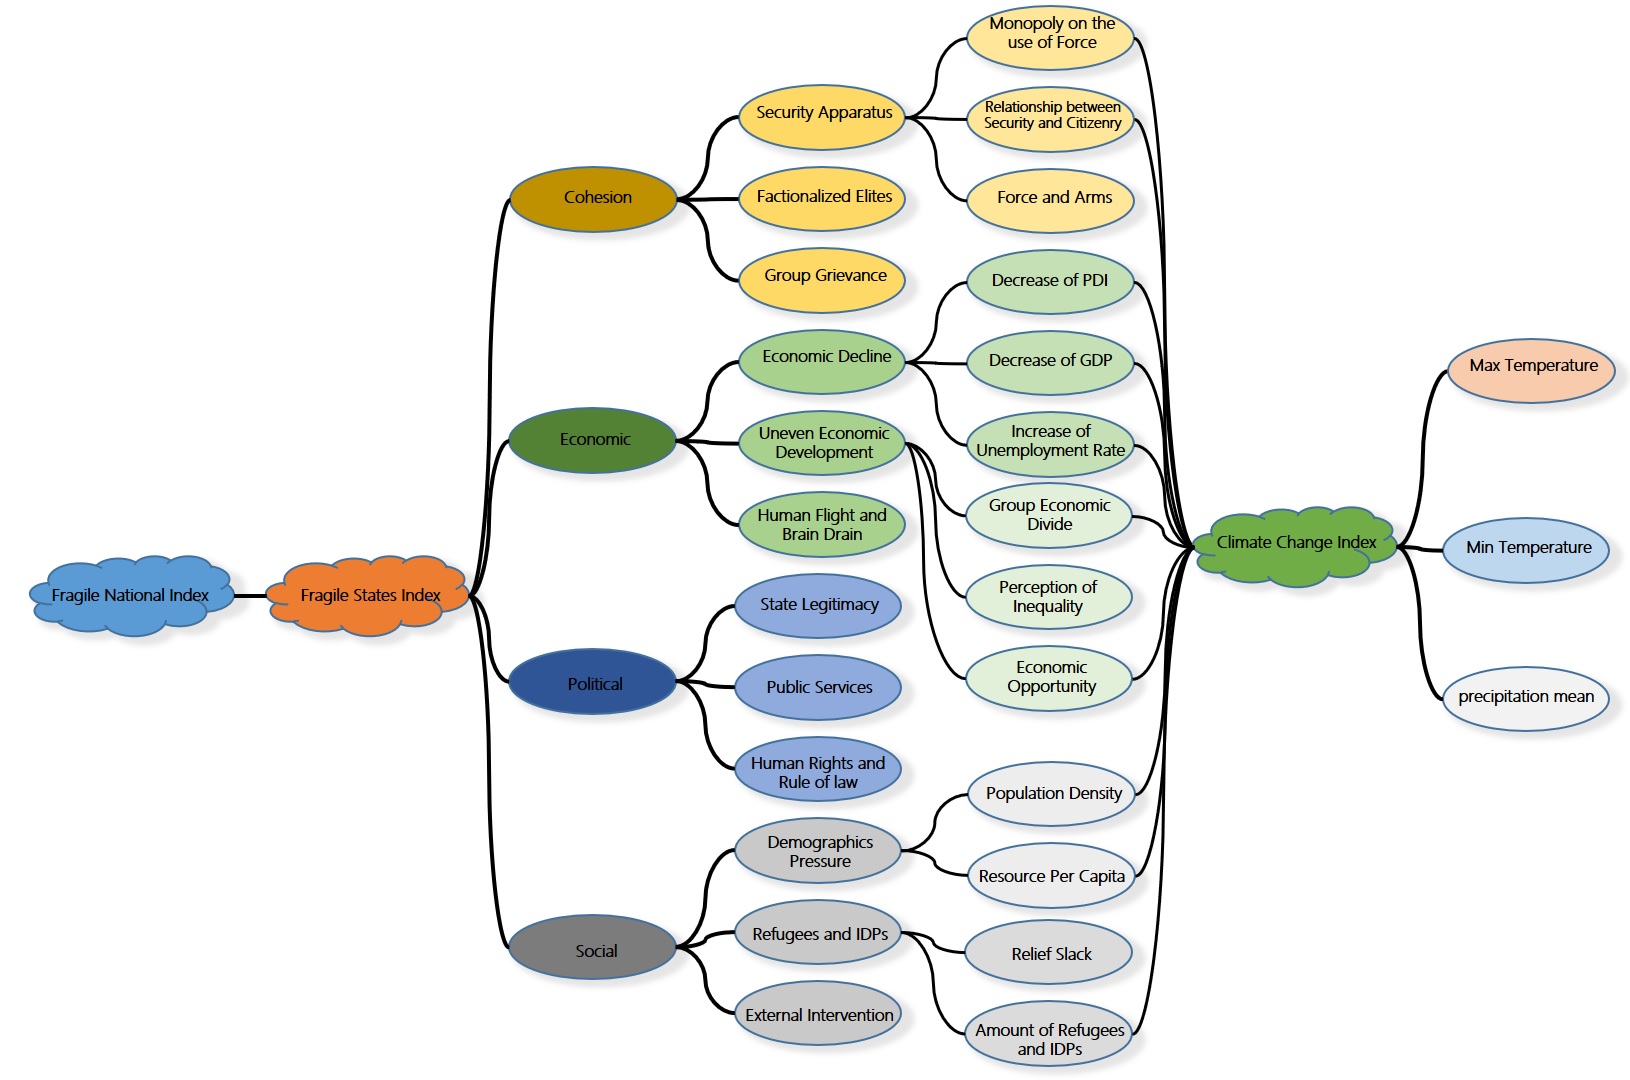 Monopoly on the
use of Force
Relationship between
Security and Citizenry
Security Apparatus
Force and Arms
Cohesion
Factionalized Elites
Group Grievance
Decrease of PDI
Economic Decline
Decrease of GDP
Max Temperature
Economic
Uneven Economic
Development
Increase of
Unemployment Rate
Human Flight and
Brain Drain
Group Economic
Divide
Climate Change Index
Min Temperature
Fragile National Index
Fragile States Index
State Legitimacy
Perception of
Inequality
Political
Public Services
Economic
Opportunity
precipitation mean
Human Rights and
Rule of law
Population Density
Demographics
Pressure
Resource Per Capita
Social
Refugees and IDPs
Relief Slack
External Intervention
Amount of Refugees
and IDPs